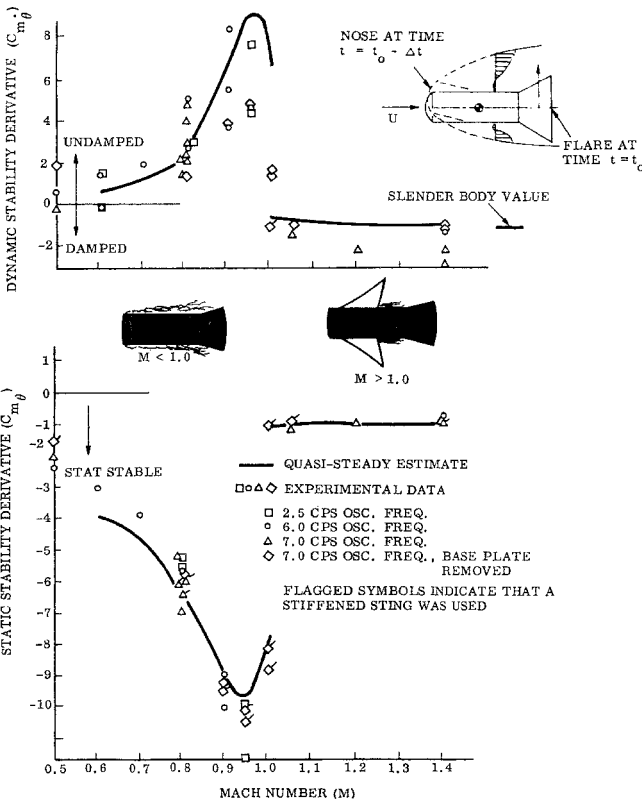 DYNAMIC STABILITY DERIVATIVE (C_m_θ̇)
8
6
4
2
0
-2
UNDAMPED
DAMPED
NOSE AT TIME
t = t_o - Δt
U
FLARE AT
TIME t=t_o
SLENDER BODY VALUE
M < 1.0
M > 1.0
STATIC STABILITY DERIVATIVE (C_m_θ)
1
0
-1
-2
-3
-4
-5
-6
-7
-8
-9
-10
STAT STABLE
QUASI-STEADY ESTIMATE
EXPERIMENTAL DATA
2.5 CPS OSC. FREQ.
6.0 CPS OSC. FREQ.
7.0 CPS OSC. FREQ.
7.0 CPS OSC. FREQ., BASE PLATE
REMOVED
FLAGGED SYMBOLS INDICATE THAT A
STIFFENED STING WAS USED
0.5 0.6 0.7 0.8 0.9 1.0 1.1 1.2 1.3 1.4
MACH NUMBER (M)